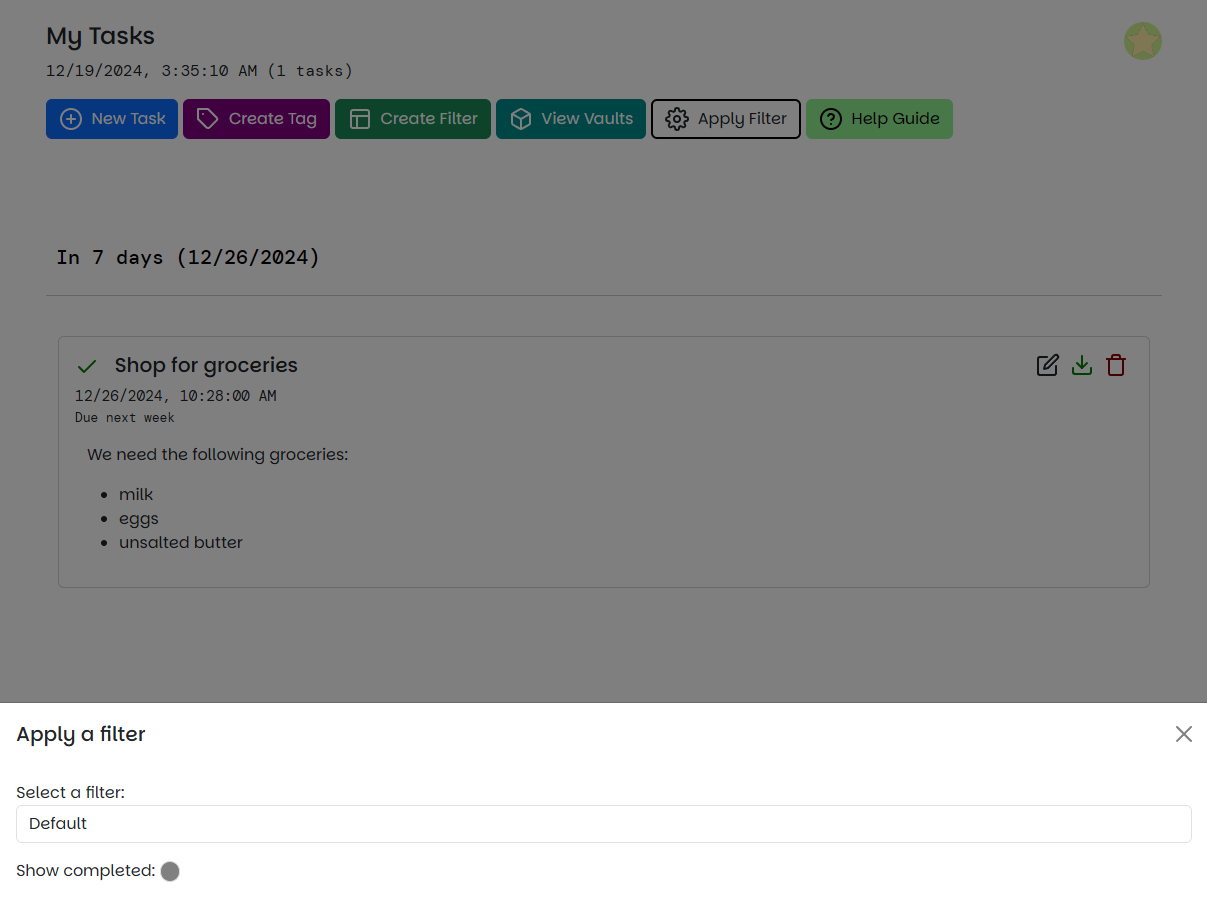 My Tasks
12/19/2024, 3:35:10 AM (1 tasks)
New Task Create Tag Create Filter View Vaults Apply Filter Help Guide
In 7 days (12/26/2024)
Shop for groceries
12/26/2024, 10:28:00 AM
Due next week
We need the following groceries:
milk
eggs
unsalted butter
Apply a filter
Select a filter:
Default
Show completed: